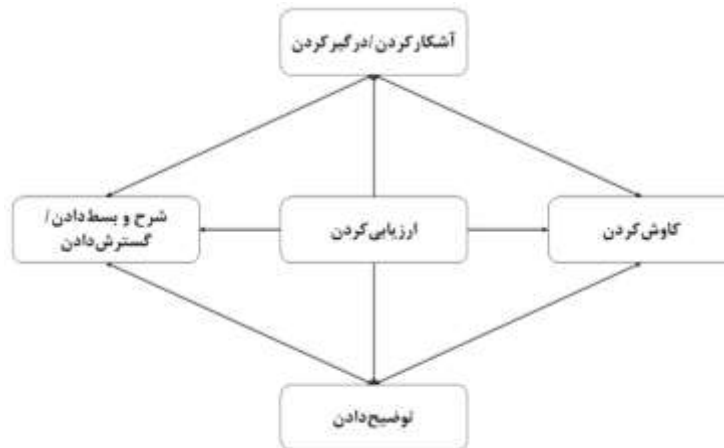 آشکارکردن/درگیرکردن
کاوش‌کردن
ارزیابی‌کردن
شرح و بسط‌دادن/
گسترش‌دادن
توضیح‌دادن